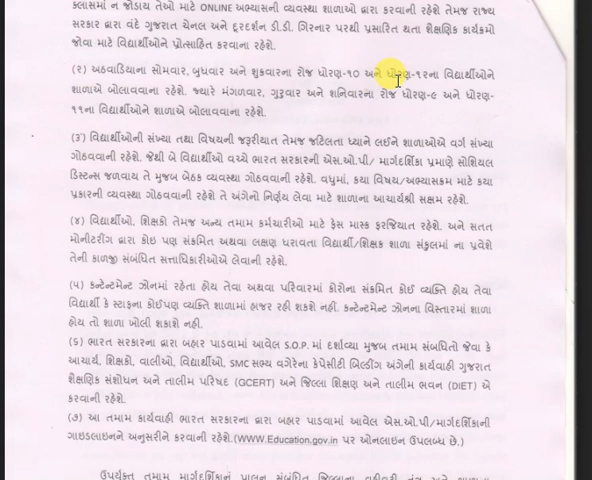 ક્લાસમાં ન જોડાય તેઓ માટે ONLINE અભ્યાસની વ્યવસ્થા શાળાઓ દ્વારા કરવાની રહેશે તેમજ રાજ્ય
સરકાર દ્વારા વંદે ગુજરાત ચેનલ અને દુરદર્શન ડી.ડી. ગિરનાર પરથી પ્રસારિત થતા શૈક્ષણિક કાર્યક્રમો
જોવા માટે વિદ્યાર્થીઓને પ્રોત્સાહિત કરવાના રહેશે.
(૨) અઠવાડિયાના સોમવાર, બુધવાર અને શુક્રવારના રોજ ધોરણ-૧૦ અને ધોરણ-૧૨ના વિદ્યાર્થીઓને
શાળાએ બોલાવવાના રહેશે. જ્યારે મંગળવાર, ગુરુવાર અને શનિવારના રોજ ધોરણ-૯ અને ધોરણ-
૧૧ના વિદ્યાર્થીઓને શાળાએ બોલાવવાના રહેશે.
(૩) વિદ્યાર્થીઓની સંખ્યા તથા વિષયની જરૂરીયાત તેમજ જટિલતા ધ્યાને લઈને શાળાઓએ વર્ગ સંખ્યા
ગોઠવવાની રહેશે. જેથી બે વિદ્યાર્થીઓ વચ્ચે ભારત સરકારની એસ.ઓ.પી/ માર્ગદર્શિકા પ્રમાણે સોશિયલ
ડિસ્ટન્સ જળવાય તે મુજબ બેઠક વ્યવસ્થા ગોઠવવાની રહેશે. વધુમાં, કયા વિષય/અભ્યાસક્રમ માટે કયા
પ્રકારની વ્યવસ્થા ગોઠવવાની રહેશે તે અંગેનો નિર્ણય લેવા માટે શાળાના આચાર્યશ્રી સક્ષમ રહેશે.
(૪) વિદ્યાર્થીઓ, શિક્ષકો તેમજ અન્ય તમામ કર્મચારીઓ માટે ફેસ માસ્ક ફરજિયાત રહેશે. અને સતત
મોનીટરીંગ દ્વારા કોઇ પણ સંક્રમિત અથવા લક્ષણ ધરાવતા વિદ્યાર્થી/શિક્ષક શાળા સંકુલમાં ના પ્રવેશે
તેની કાળજી સંબંધિત સત્તાધિકારીઓએ લેવાની રહેશે.
(૫) કન્ટેન્ટમેન્ટ ઝોનમાં રહેતા હોય તેવા અથવા પરિવારમાં કોરોના સંક્રમિત કોઈ વ્યક્તિ હોય તેવા
વિદ્યાર્થી કે સ્ટાફના કોઈપણ વ્યક્તિ શાળામાં હાજર રહી શકશે નહી. કન્ટેન્ટમેન્ટ ઝોનના વિસ્તારમાં શાળા
હોય તો શાળા ખોલી શકાશે નહી.
(૬) ભારત સરકારના દ્વારા બહાર પાડવામાં આવેલ S.O.P. માં દર્શાવ્યા મુજબ તમામ સંબંધિતો જેવા કે
આચાર્ય, શિક્ષકો, વાલીઓ, વિદ્યાર્થીઓ, SMC સભ્ય વગેરેના કેપેસીટી બિલ્ડીંગ અંગેની કાર્યવાહી ગુજરાત
શૈક્ષણિક સંશોધન અને તાલીમ પરિષદ (GCERT) અને જિલ્લા શિક્ષણ અને તાલીમ ભવન (DIET) એ
કરવાની રહેશે.
(૭) આ તમામ કાર્યવાહી ભારત સરકારના દ્વારા બહાર પાડવામાં આવેલ એસ.ઓ.પી/માર્ગદર્શિકાની
ગાઇડલાઇનને અનુસરીને કરવાની રહેશે.(WWW.Education.gov.in પર ઓનલાઇન ઉપલબ્ધ છે.)
ઉપર્યુક્ત તમામ માર્ગદર્શિકાનું પાલન સંબંધિત જિલ્લાના